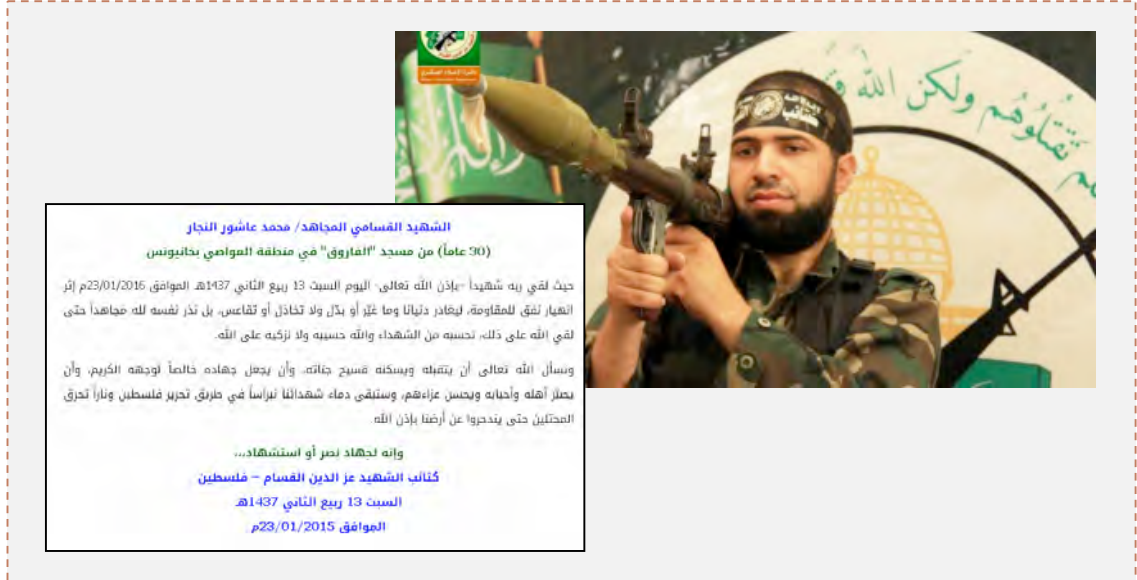 تقتلوهم ولكن الله
كتائب
الشهيد القسامي المجاهد/ محمد عاشور النجار
(30 عاماً) من مسجد "الفاروق" في منطقة المواصي بخانيونس
حيث لقي ربه شهيداً -بإذن الله تعالى- اليوم السبت 13 ربيع الثاني 1437هـ الموافق 23/01/2016م إثر
انهيار نفق للمقاومة، ليغادر دنيانا وما غيّر أو بدّل ولا تخاذل أو تقاعس، بل نذر نفسه لله مجاهداً حتى
لقي الله على ذلك، نحسبه من الشهداء والله حسيبه ولا نزكيه على الله.
ونسأل الله تعالى أن يتقبله ويسكنه فسيح جناته، وأن يجعل جهاده خالصاً لوجهه الكريم، وأن
يصبّر أهله وأحبابه ويحسن عزاءهم، وستبقى دماء شهدائنا نبراساً في طريق تحرير فلسطين وناراً تحرق
المحتلين حتى يندحروا عن أرضنا بإذن الله.
وإنه لجهاد نصر أو استشهاد،،،
كتائب الشهيد عز الدين القسام – فلسطين
السبت 13 ربيع الثاني 1437هـ
الموافق 23/01/2015م